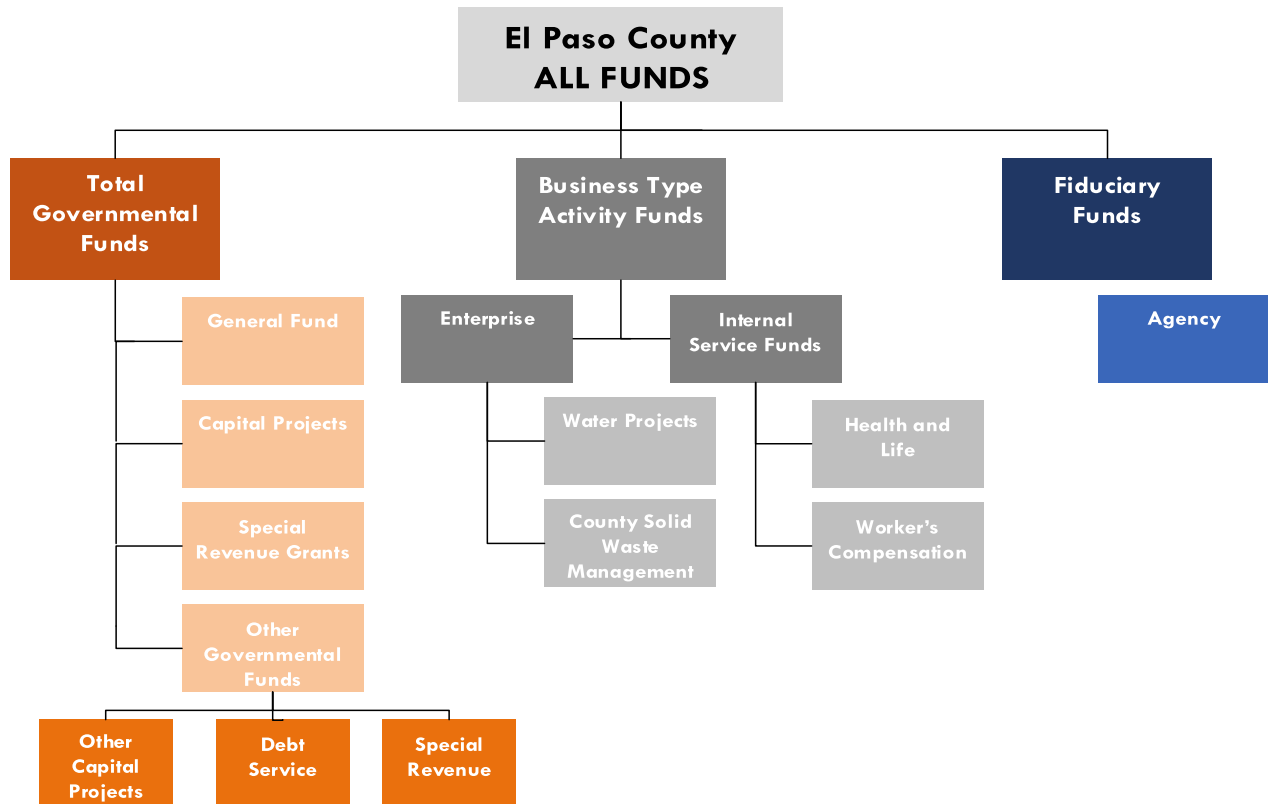 El Paso County
ALL FUNDS
Total
Governmental
Funds
Business Type
Activity Funds
Fiduciary
Funds
General Fund
Capital Projects
Special
Revenue Grants
Other
Governmental
Funds
Other
Capital
Projects
Debt
Service
Special
Revenue
Enterprise
Water Projects
County Solid
Waste
Management
Internal
Service Funds
Health and
Life
Worker’s
Compensation
Agency